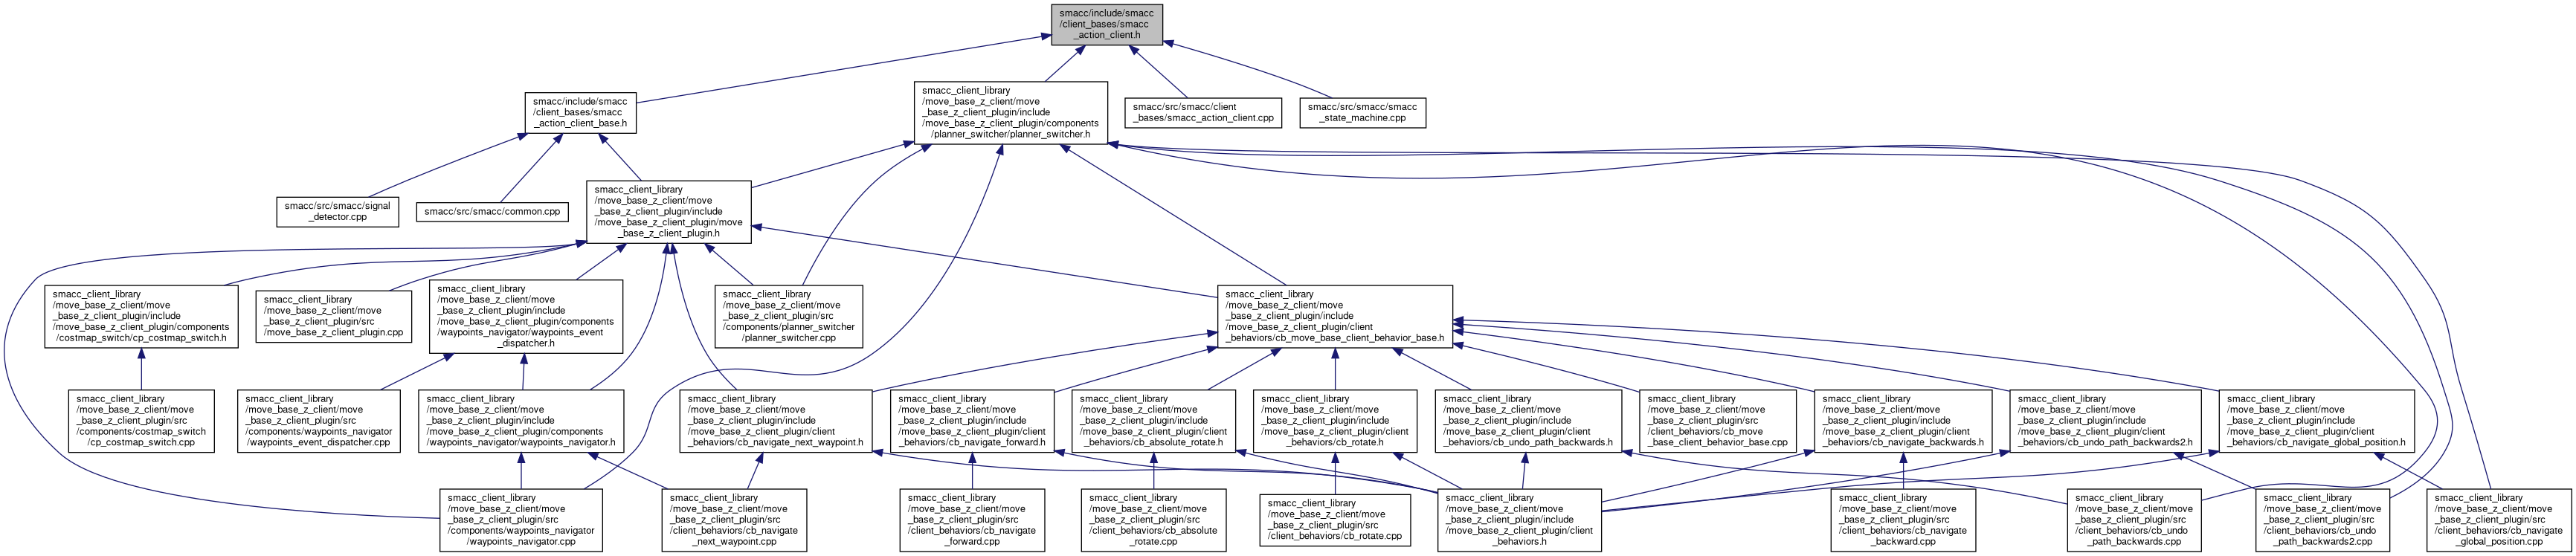 smacc/include/smacc
/client_bases/smacc
_action_client.h
smacc/include/smacc
/client_bases/smacc
_action_client_base.h
smacc_client_library
/move_base_z_client/move
_base_z_client_plugin/include
/move_base_z_client_plugin/components
/planner_switcher/planner_switcher.h
smacc/src/smacc/client
_bases/smacc_action_client.cpp
smacc/src/smacc/smacc
_state_machine.cpp
smacc/src/smacc/signal
_detector.cpp
smacc/src/smacc/common.cpp
smacc_client_library
/move_base_z_client/move
_base_z_client_plugin/include
/move_base_z_client_plugin/move
_base_z_client_plugin.h
smacc_client_library
/move_base_z_client/move
_base_z_client_plugin/include
/move_base_z_client_plugin/components
/costmap_switch/cp_costmap_switch.h
smacc_client_library
/move_base_z_client/move
_base_z_client_plugin/src
/move_base_z_client_plugin.cpp
smacc_client_library
/move_base_z_client/move
_base_z_client_plugin/include
/move_base_z_client_plugin/components
/waypoints_navigator/waypoints_event
_dispatcher.h
smacc_client_library
/move_base_z_client/move
_base_z_client_plugin/src
/components/planner_switcher
/planner_switcher.cpp
smacc_client_library
/move_base_z_client/move
_base_z_client_plugin/include
/move_base_z_client_plugin/client
_behaviors/cb_move_base_client_behavior_base.h
smacc_client_library
/move_base_z_client/move
_base_z_client_plugin/src
/components/costmap_switch
/cp_costmap_switch.cpp
smacc_client_library
/move_base_z_client/move
_base_z_client_plugin/src
/components/waypoints_navigator
/waypoints_event_dispatcher.cpp
smacc_client_library
/move_base_z_client/move
_base_z_client_plugin/include
/move_base_z_client_plugin/components
/waypoints_navigator/waypoints_navigator.h
smacc_client_library
/move_base_z_client/move
_base_z_client_plugin/include
/move_base_z_client_plugin/client
_behaviors/cb_navigate_next_waypoint.h
smacc_client_library
/move_base_z_client/move
_base_z_client_plugin/include
/move_base_z_client_plugin/client
_behaviors/cb_navigate_forward.h
smacc_client_library
/move_base_z_client/move
_base_z_client_plugin/include
/move_base_z_client_plugin/client
_behaviors/cb_absolute_rotate.h
smacc_client_library
/move_base_z_client/move
_base_z_client_plugin/include
/move_base_z_client_plugin/client
_behaviors/cb_rotate.h
smacc_client_library
/move_base_z_client/move
_base_z_client_plugin/include
/move_base_z_client_plugin/client
_behaviors/cb_undo_path_backwards.h
smacc_client_library
/move_base_z_client/move
_base_z_client_plugin/src
/client_behaviors/cb_move
_base_client_behavior_base.cpp
smacc_client_library
/move_base_z_client/move
_base_z_client_plugin/include
/move_base_z_client_plugin/client
_behaviors/cb_navigate_backwards.h
smacc_client_library
/move_base_z_client/move
_base_z_client_plugin/include
/move_base_z_client_plugin/client
_behaviors/cb_undo_path_backwards2.h
smacc_client_library
/move_base_z_client/move
_base_z_client_plugin/include
/move_base_z_client_plugin/client
_behaviors/cb_navigate_global_position.h
smacc_client_library
/move_base_z_client/move
_base_z_client_plugin/src
/components/waypoints_navigator
/waypoints_navigator.cpp
smacc_client_library
/move_base_z_client/move
_base_z_client_plugin/src
/client_behaviors/cb_navigate
_next_waypoint.cpp
smacc_client_library
/move_base_z_client/move
_base_z_client_plugin/src
/client_behaviors/cb_navigate
_forward.cpp
smacc_client_library
/move_base_z_client/move
_base_z_client_plugin/src
/client_behaviors/cb_absolute
_rotate.cpp
smacc_client_library
/move_base_z_client/move
_base_z_client_plugin/src
/client_behaviors/cb_rotate.cpp
smacc_client_library
/move_base_z_client/move
_base_z_client_plugin/include
/move_base_z_client_plugin/client
_behaviors.h
smacc_client_library
/move_base_z_client/move
_base_z_client_plugin/src
/client_behaviors/cb_navigate
_backward.cpp
smacc_client_library
/move_base_z_client/move
_base_z_client_plugin/src
/client_behaviors/cb_undo
_path_backwards.cpp
smacc_client_library
/move_base_z_client/move
_base_z_client_plugin/src
/client_behaviors/cb_undo
_path_backwards2.cpp
smacc_client_library
/move_base_z_client/move
_base_z_client_plugin/src
/client_behaviors/cb_navigate
_global_position.cpp